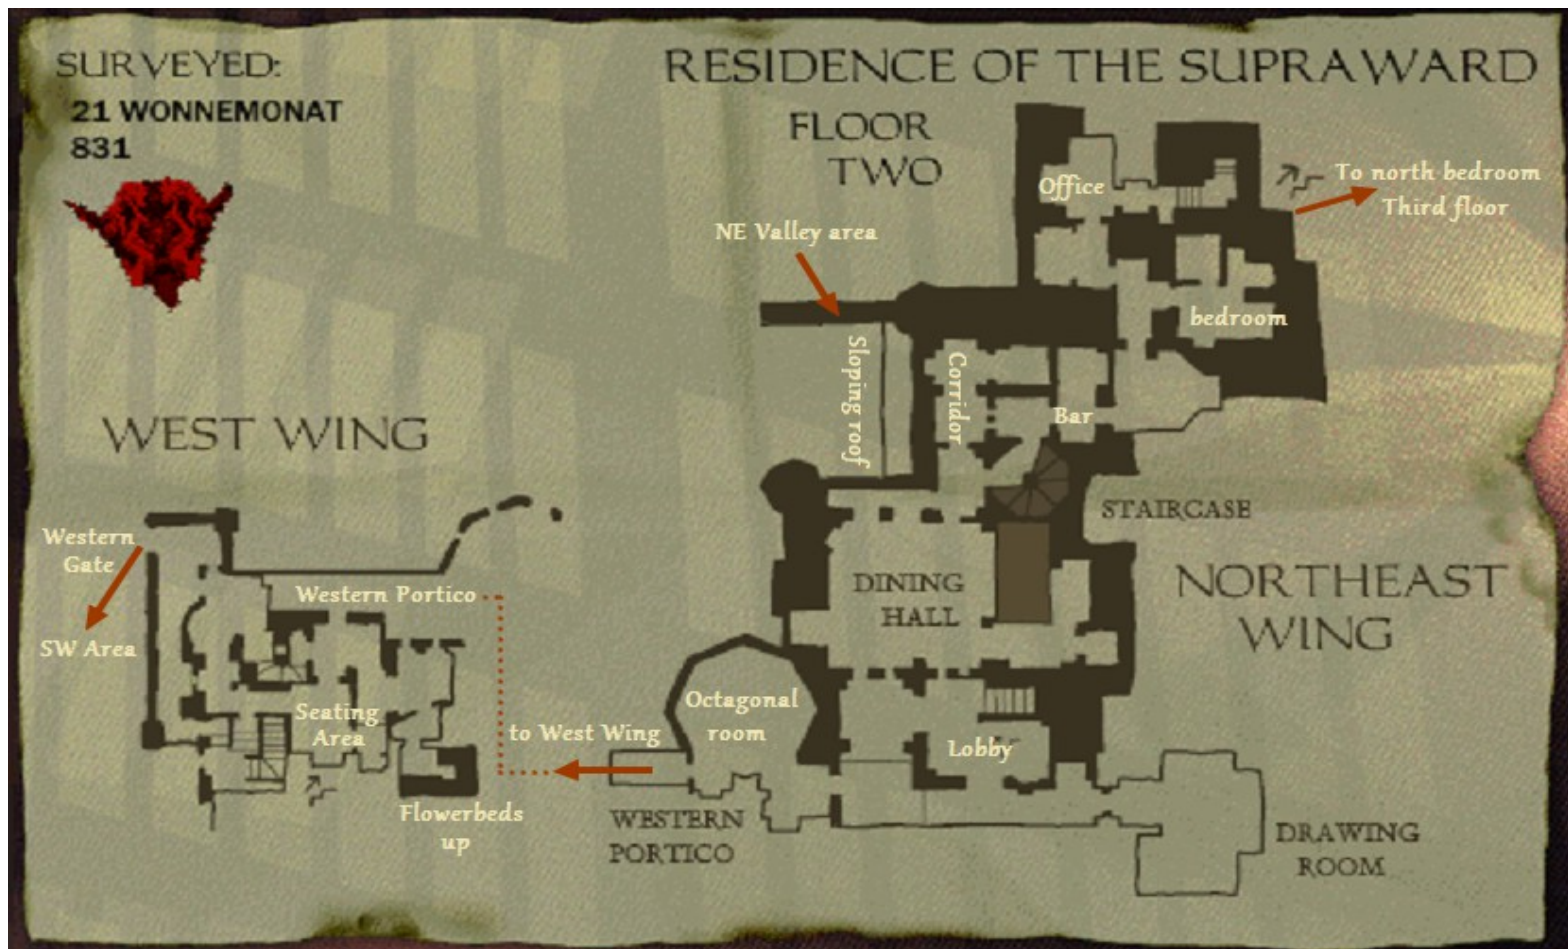 SURVEYED:
21 WONNEMONAT
831
RESIDENCE OF THE SUPRAWARD
FLOOR
TWO
Office
To north bedroom
Third floor
NE Valley area
bedroom
Sloping roof
Corridor
Bar
WEST WING
STAIRCASE
Western
Gate
SW Area
Western Portico
DINING
HALL
NORTHEAST
WING
Seating
Area
Octagonal
room
to West Wing
Lobby
Flowerbeds
up
WESTERN
PORTICO
DRAWING
ROOM